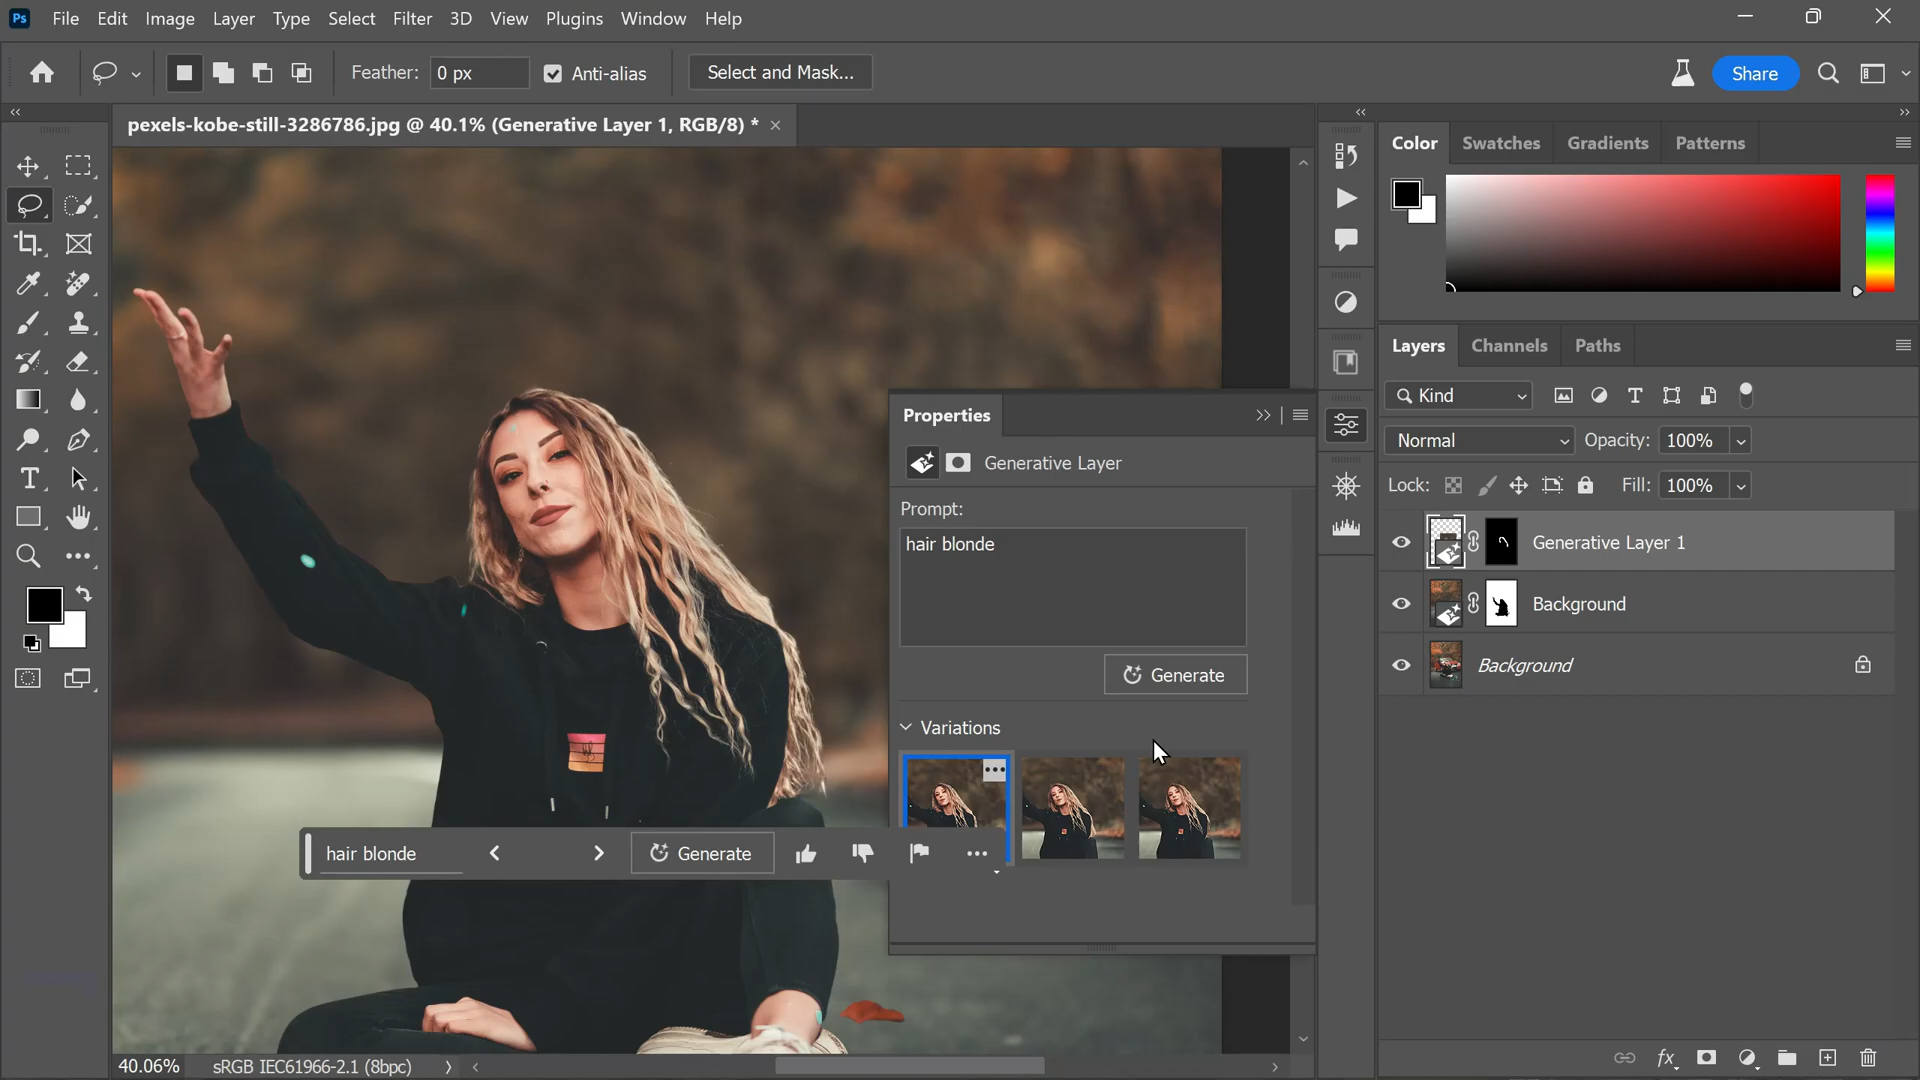 Ps File Edit Image Layer Type Select Filter 3D View Plugins Window Help
Feather: 0 px Anti-alias Select and Mask... Share
pexels-kobe-still-3286786.jpg @ 40.1% (Generative Layer 1, RGB/8) *
Color Swatches Gradients Patterns
Layers Channels Paths
Kind
Normal Opacity: 100%
Lock: Fill: 100%
Generative Layer 1
Background
Background
fx
Properties
Generative Layer
Prompt:
hair blonde
Generate
Variations
hair blonde Generate
40.06% sRGB IEC61966-2.1 (8bpc)